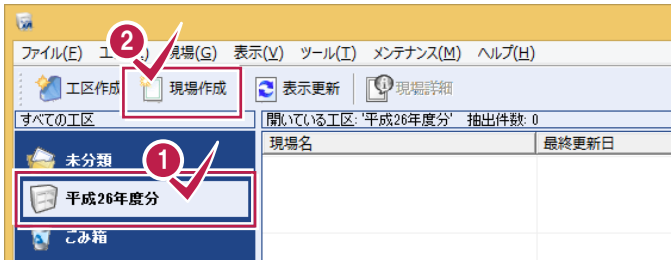 ファイル(F) 工 現場(G) 表示(V) ツール(T) メンテナンス(M) ヘルプ(H)
2
工区作成 現場作成 表示更新 現場詳細
すべての工区 開いている工区: '平成26年度分' 抽出件数: 0
現場名 最終更新日
未分類
1
平成26年度分
ごみ箱